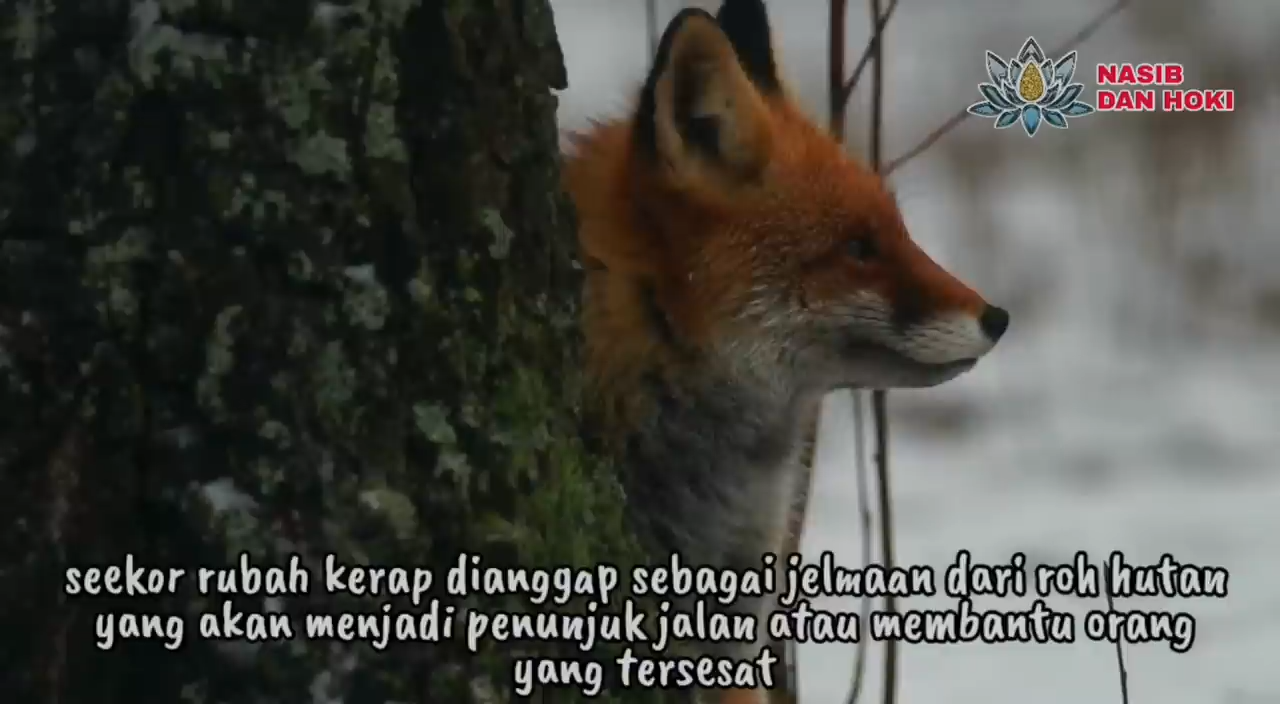 NASIB
DAN HOKI
seekor rubah kerap dianggap sebagai jelmaan dari roh hutan
yang akan menjadi penunjuk jalan atau membantu orang
yang tersesat